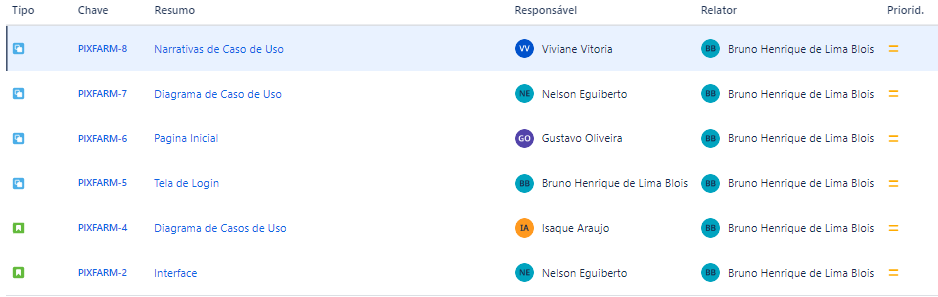 Tipo Chave Resumo Responsável Relator Priorid.
PIXFARM-8 Narrativas de Caso de Uso VV Viviane Vitoria BB Bruno Henrique de Lima Blois
PIXFARM-7 Diagrama de Caso de Uso NE Nelson Eguiberto BB Bruno Henrique de Lima Blois
PIXFARM-6 Pagina Inicial GO Gustavo Oliveira BB Bruno Henrique de Lima Blois
PIXFARM-5 Tela de Login BB Bruno Henrique de Lima Blois BB Bruno Henrique de Lima Blois
PIXFARM-4 Diagrama de Casos de Uso IA Isaque Araujo BB Bruno Henrique de Lima Blois
PIXFARM-2 Interface NE Nelson Eguiberto BB Bruno Henrique de Lima Blois